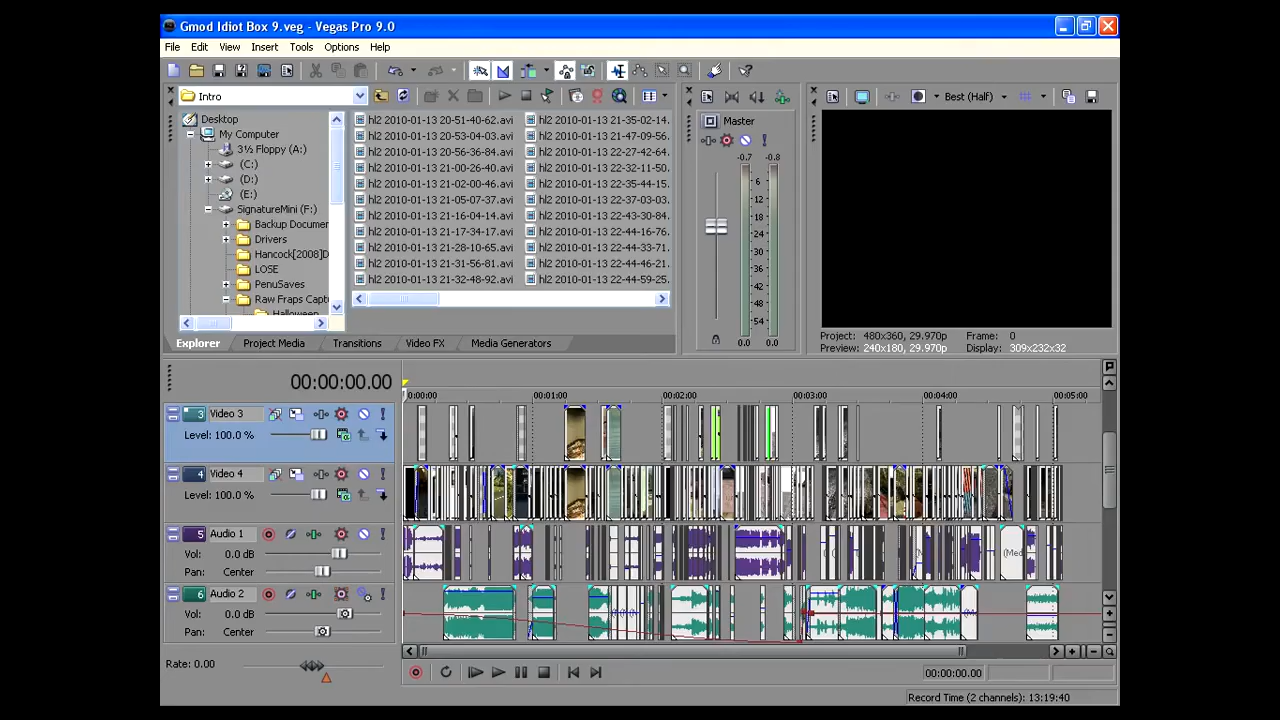 Gmod Idiot Box 9.veg - Vegas Pro 9.0
File Edit View Insert Tools Options Help
Intro
Best (Half)
Desktop
My Computer
3½ Floppy (A:)
(C:)
(D:)
(E:)
SignatureMini (F:)
Backup Documer
Drivers
Hancock[2008]D
LOSE
PenuSaves
Raw Fraps Capt
Halloween
hl2 2010-01-13 20-51-40-62.avi
hl2 2010-01-13 20-53-04-03.avi
hl2 2010-01-13 20-56-36-84.avi
hl2 2010-01-13 21-00-26-40.avi
hl2 2010-01-13 21-02-00-46.avi
hl2 2010-01-13 21-05-07-37.avi
hl2 2010-01-13 21-16-04-14.avi
hl2 2010-01-13 21-17-34-17.avi
hl2 2010-01-13 21-28-10-65.avi
hl2 2010-01-13 21-31-56-81.avi
hl2 2010-01-13 21-32-48-92.avi
hl2 2010-01-13 21-35-02-14.
hl2 2010-01-13 21-47-09-56.
hl2 2010-01-13 22-27-42-64.
hl2 2010-01-13 22-32-11-50.
hl2 2010-01-13 22-35-44-15.
hl2 2010-01-13 22-37-03-03.
hl2 2010-01-13 22-43-30-84.
hl2 2010-01-13 22-44-16-76.
hl2 2010-01-13 22-44-33-71.
hl2 2010-01-13 22-44-46-21.
hl2 2010-01-13 22-44-59-25.
Explorer Project Media Transitions Video FX Media Generators
Master
-0.7 -0.8
6
12
18
24
30
36
42
48
54
0.0 0.0
Project: 480x360, 29.970p Frame: 0
Preview: 240x180, 29.970p Display: 309x232x32
00:00:00.00
0:00:00 00:01:00 00:02:00 00:03:00 00:04:00 00:05:00
3 Video 3
Level: 100.0 %
4 Video 4
Level: 100.0 %
5 Audio 1
Vol: 0.0 dB
Pan: Center
(Med
6 Audio 2
Vol: 0.0 dB
Pan: Center
Rate: 0.00
00:00:00.00
Record Time (2 channels): 13:19:40